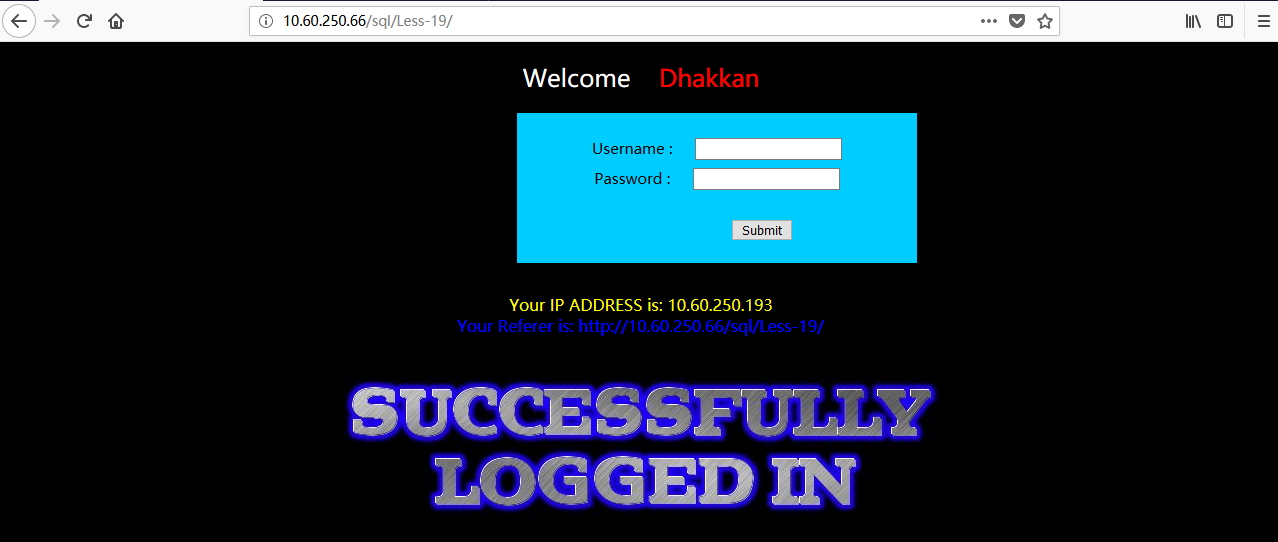 10.60.250.66/sql/Less-19/
Welcome Dhakkan
Username :
Password :
Submit
Your IP ADDRESS is: 10.60.250.193
Your Referer is: http://10.60.250.66/sql/Less-19/
SUCCESSFULLY
LOGGED IN